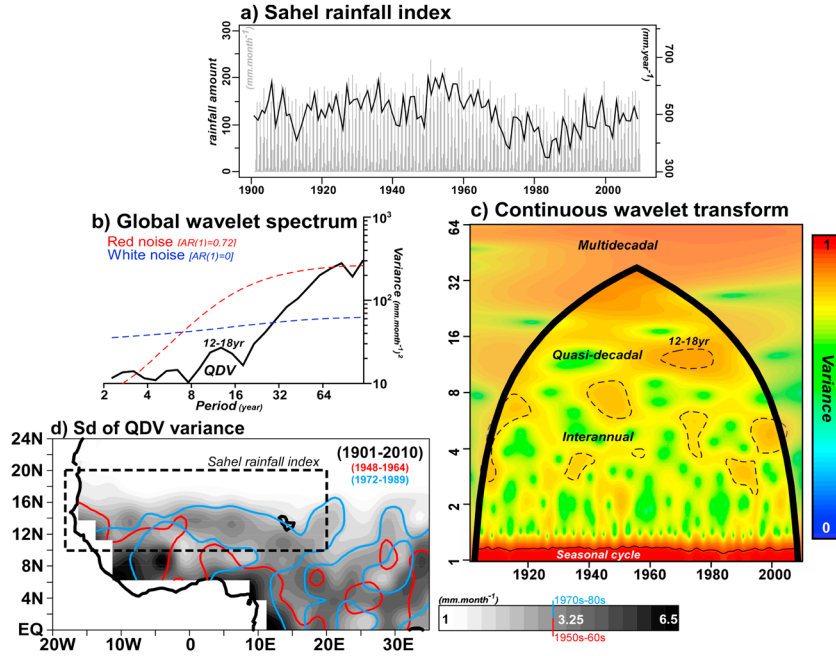 a) Sahel rainfall index
300
200
100
0
rainfall amount
(mm.month-1)
(mm.year-1)
700
500
300
1900 1920 1940 1960 1980 2000
b) Global wavelet spectrum
Red noise [AR(1)=0.72]
White noise [AR(1)=0]
10³
10²
10
Variance (mm.month-1)²
12-18yr
QDV
2 4 8 16 32 64
Period (year)
c) Continuous wavelet transform
64
32
16
8
4
2
1
Multidecadal
12-18yr
Quasi-decadal
Interannual
Seasonal cycle
1920 1940 1960 1980 2000
1
Variance
0
d) Sd of QDV variance
24N
20N
16N
12N
8N
4N
EQ
Sahel rainfall index
(1901-2010)
(1948-1964)
(1972-1989)
20W 10W 0 10E 20E 30E
(mm.month-1)
1970s-80s
1 3.25 6.5
1950s-60s